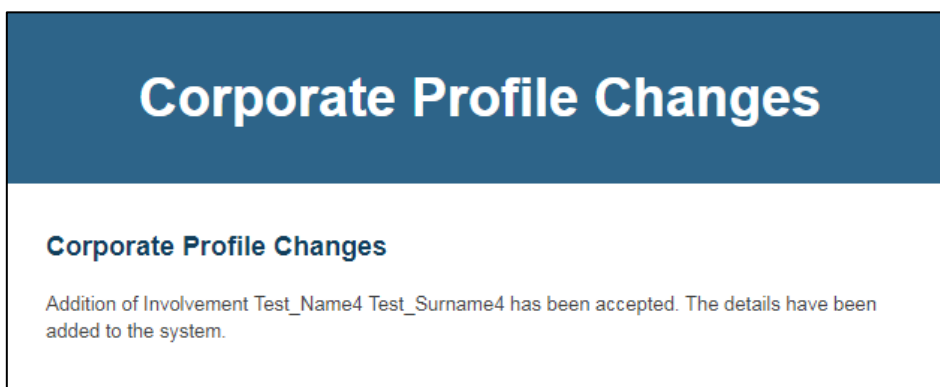 Corporate Profile Changes
Corporate Profile Changes
Addition of Involvement Test_Name4 Test_Surname4 has been accepted. The details have been
added to the system.